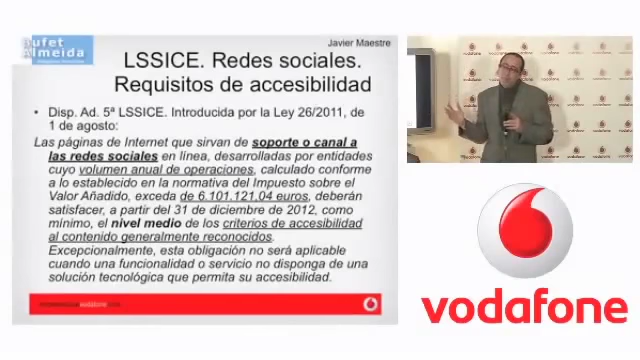 Bufet
Almeida
Javier Maestre
LSSICE. Redes sociales.
Requisitos de accesibilidad
• Disp. Ad. 5ª LSSICE. Introducida por la Ley 26/2011, de
1 de agosto:
Las páginas de Internet que sirvan de soporte o canal a
las redes sociales en línea, desarrolladas por entidades
cuyo volumen anual de operaciones, calculado conforme
a lo establecido en la normativa del Impuesto sobre el
Valor Añadido, exceda de 6.101.121,04 euros, deberán
satisfacer, a partir del 31 de diciembre de 2012, como
mínimo, el nivel medio de los criterios de accesibilidad
al contenido generalmente reconocidos.
Excepcionalmente, esta obligación no será aplicable
cuando una funcionalidad o servicio no disponga de una
solución tecnológica que permita su accesibilidad.
vodafone